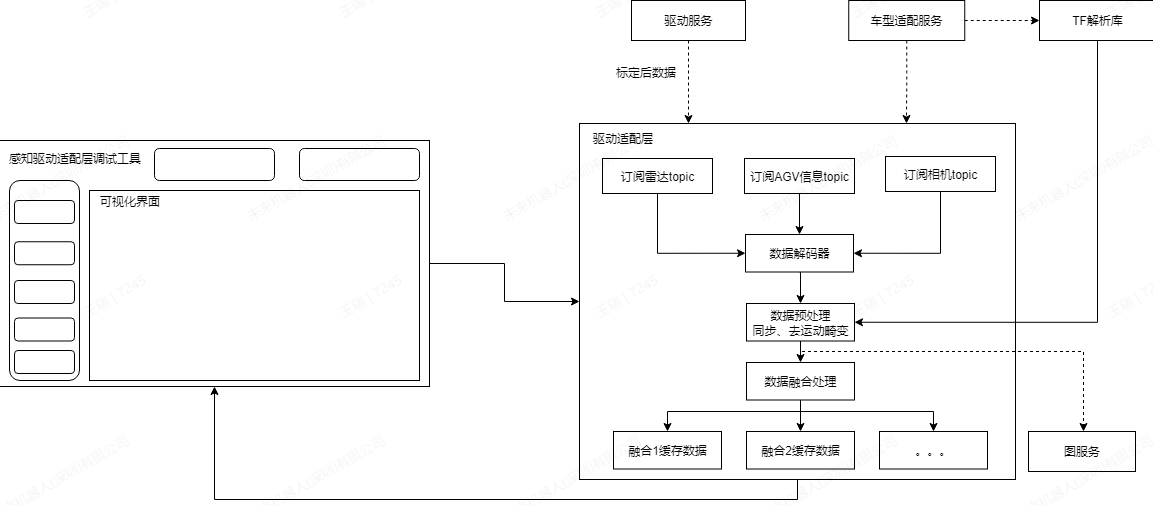 驱动服务
车型适配服务
TF解析库
标定后数据
驱动适配层
感知驱动适配层调试工具
可视化界面
订阅雷达topic
订阅AGV信息topic
订阅相机topic
数据解码器
数据预处理
同步、去运动畸变
数据融合处理
融合1缓存数据
融合2缓存数据
。。。
图服务